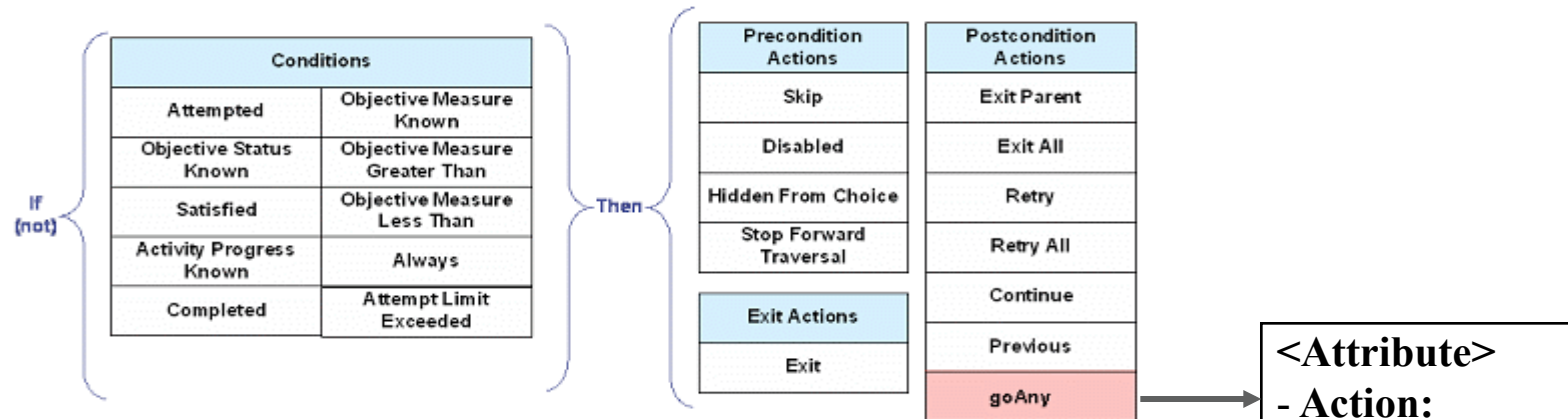 If
(not)
Conditions
Attempted
Objective Measure
Known
Objective Status
Known
Objective Measure
Greater Than
Satisfied
Objective Measure
Less Than
Activity Progress
Known
Always
Completed
Attempt Limit
Exceeded
Then
Precondition
Actions
Skip
Disabled
Hidden From Choice
Stop Forward
Traversal
Exit Actions
Exit
Postcondition
Actions
Exit Parent
Exit All
Retry
Retry All
Continue
Previous
goAny
<Attribute>
- Action: